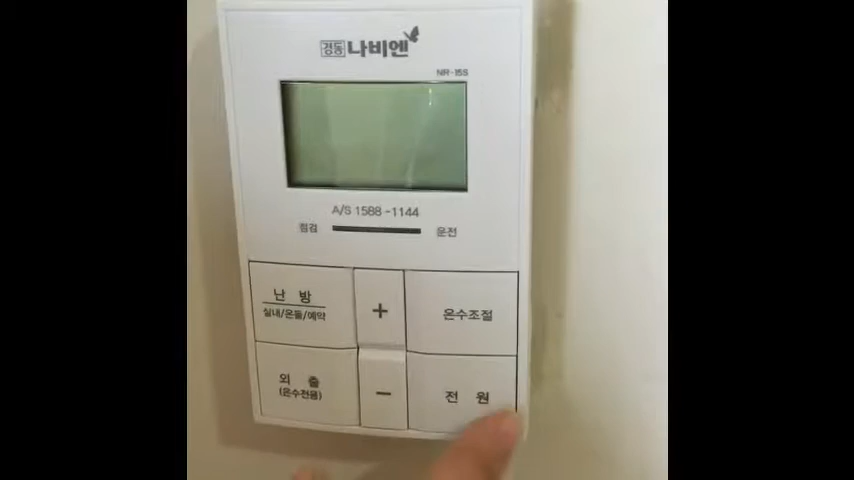 경동 나비엔
NR-15S
A/S 1588-1144
점검 운전
난 방
실내/온돌/예약
+
온수조절
외 출
(온수전용)
−
전 원